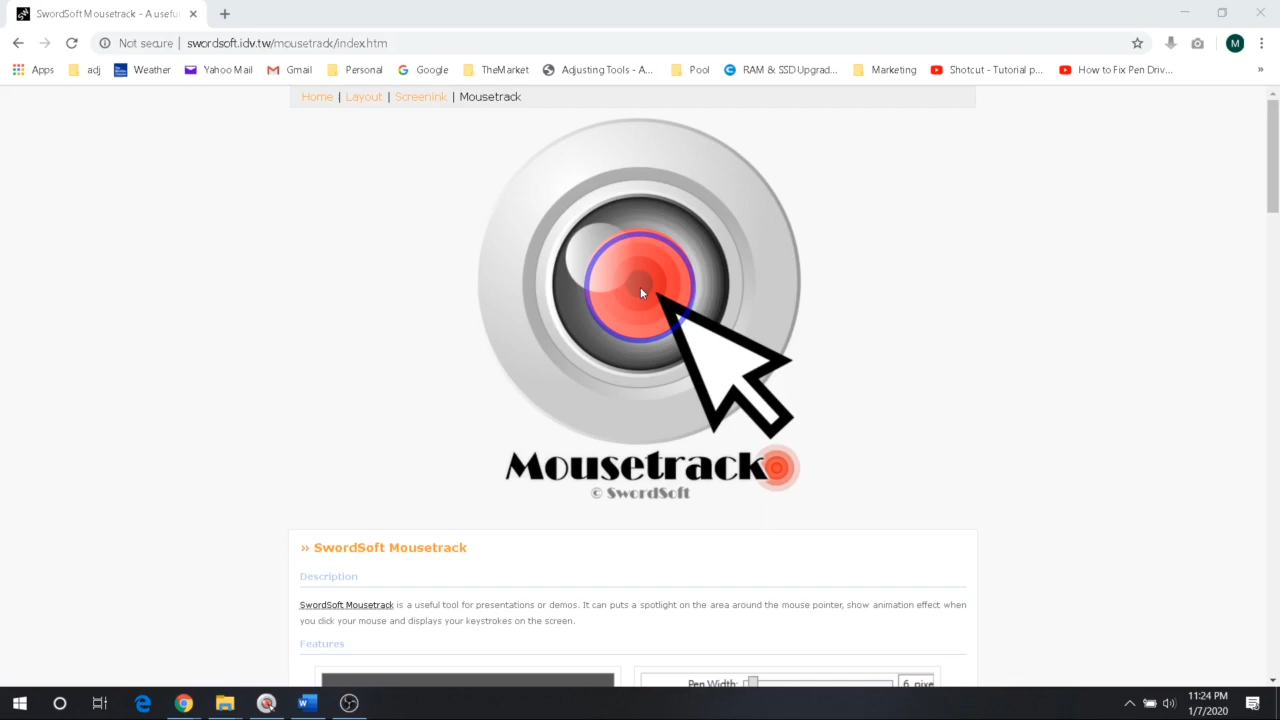 SwordSoft Mousetrack - A useful
Not secure | swordsoft.idv.tw/mousetrack/index.htm
M
Apps adj Weather Yahoo Mail Gmail Personal Google TheMarket Adjusting Tools - A... Pool RAM & SSD Upgrad... Marketing Shotcut - Tutorial p... How to Fix Pen Driv... »
Home | Layout | Screenink | Mousetrack
Mousetrack
© SwordSoft
» SwordSoft Mousetrack
Description
SwordSoft Mousetrack is a useful tool for presentations or demos. It can puts a spotlight on the area around the mouse pointer, show animation effect when
you click your mouse and displays your keystrokes on the screen.
Features
Pen Width: 6 pixe
11:24 PM
1/7/2020